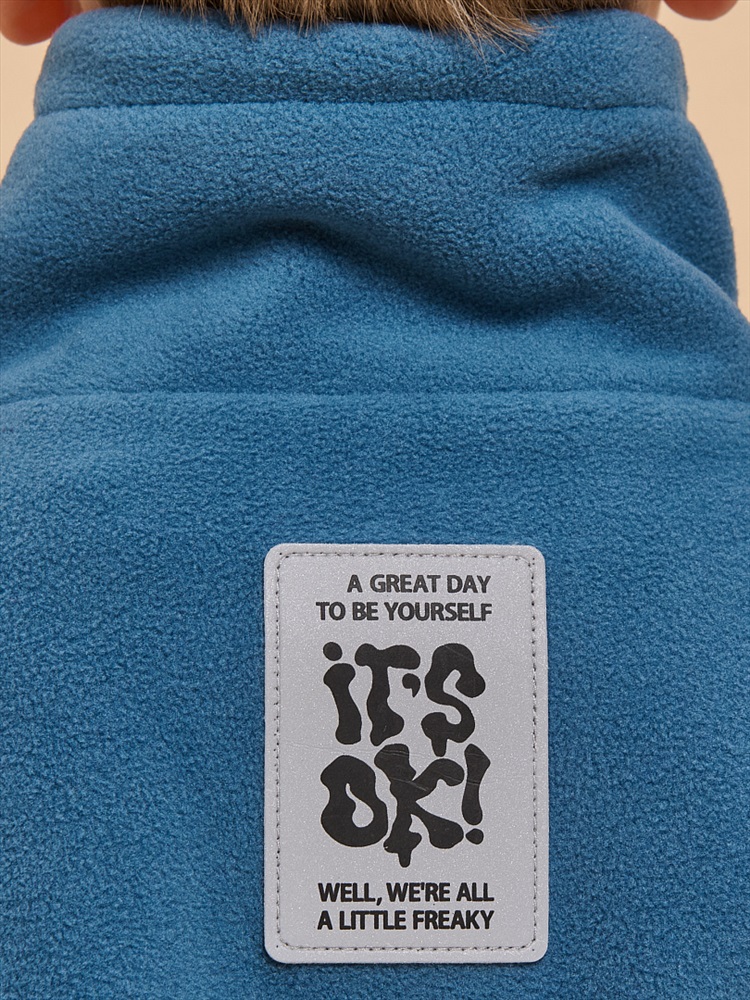 A GREAT DAY
TO BE YOURSELF
iT'S
OK!
WELL, WE'RE ALL
A LITTLE FREAKY